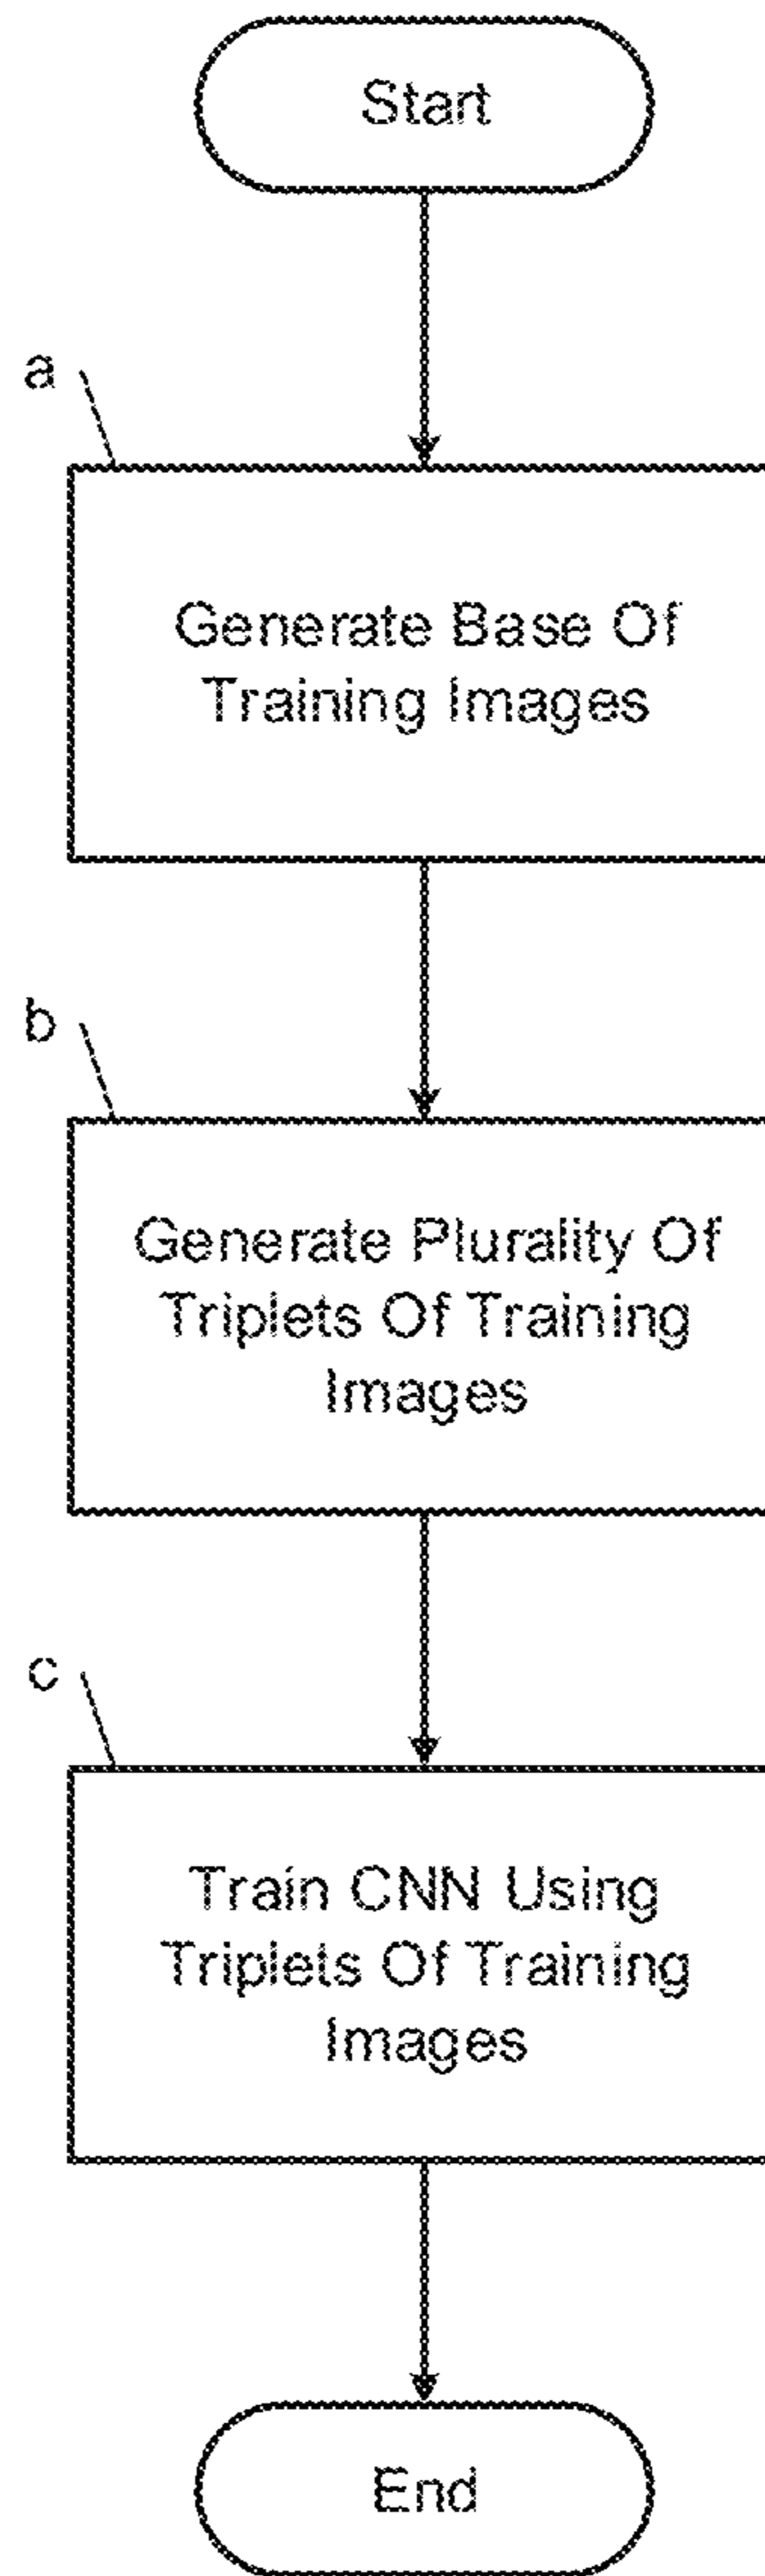 Start
a
Generate Base Of
Training Images
b
Generate Plurality Of
Triplets Of Training
Images
c
Train CNN Using
Triplets Of Training
Images
End